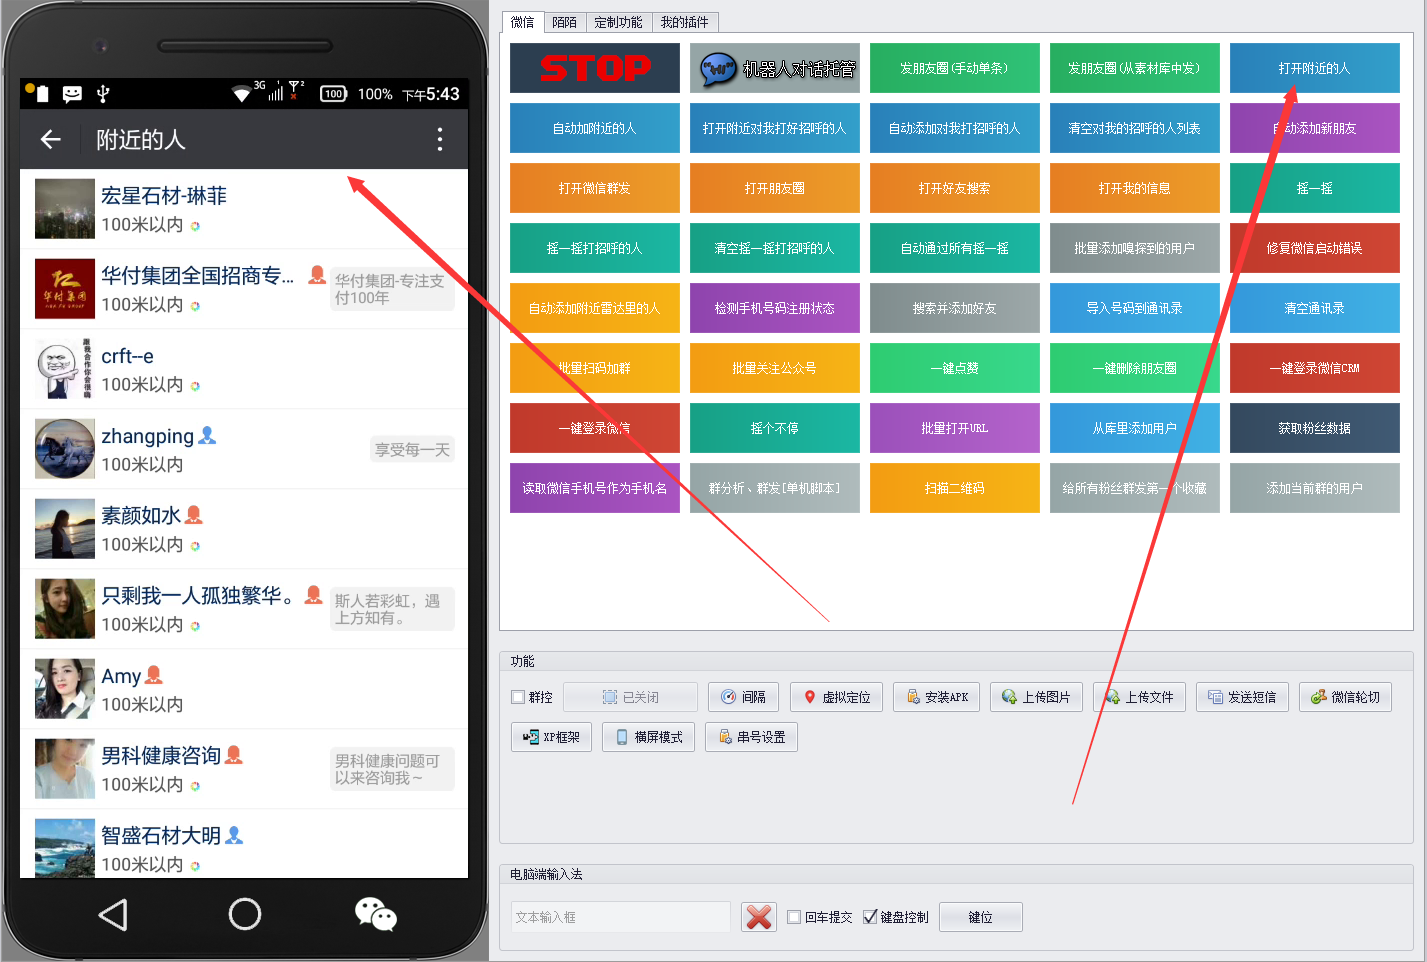 3G
2
100
100%
下午5:43
附近的人
宏星石材-琳菲
100米以内
华付集团全国招商专...
100米以内
华付集团-专注支
付100年
华付集团
crft--e
100米以内
zhangping
100米以内
享受每一天
素颜如水
100米以内
只剩我一人孤独繁华。
100米以内
斯人若彩虹，遇
上方知有。
Amy
100米以内
男科健康咨询
100米以内
男科健康问题可
以来咨询我~
智盛石材大明
100米以内
微信 陌陌 定制功能 我的插件
STOP 机器人对话托管 发朋友圈(手动单条) 发朋友圈(从素材库中发) 打开附近的人
自动加附近的人 打开附近对我打好招呼的人 自动添加对我打招呼的人 清空对我的招呼的人列表 自动添加新朋友
打开微信群发 打开朋友圈 打开好友搜索 打开我的信息 摇一摇
摇一摇打招呼的人 清空摇一摇打招呼的人 自动通过所有摇一摇 批量添加嗅探到的用户 修复微信启动错误
自动添加附近雷达里的人 检测手机号码注册状态 搜索并添加好友 导入号码到通讯录 清空通讯录
批量扫码加群 批量关注公众号 一键点赞 一键删除朋友圈 一键登录微信CRM
一键登录微信 摇个不停 批量打开URL 从库里添加用户 获取粉丝数据
读取微信手机号作为手机名 群分析、群发[单机脚本] 扫描二维码 给所有粉丝群发第一个收藏 添加当前群的用户
功能
群控 已关闭 间隔 虚拟定位 安装APK 上传图片 上传文件 发送短信 微信轮切
XP框架 横屏模式 串号设置
电脑端输入法
文本输入框 回车提交 键盘控制 键位